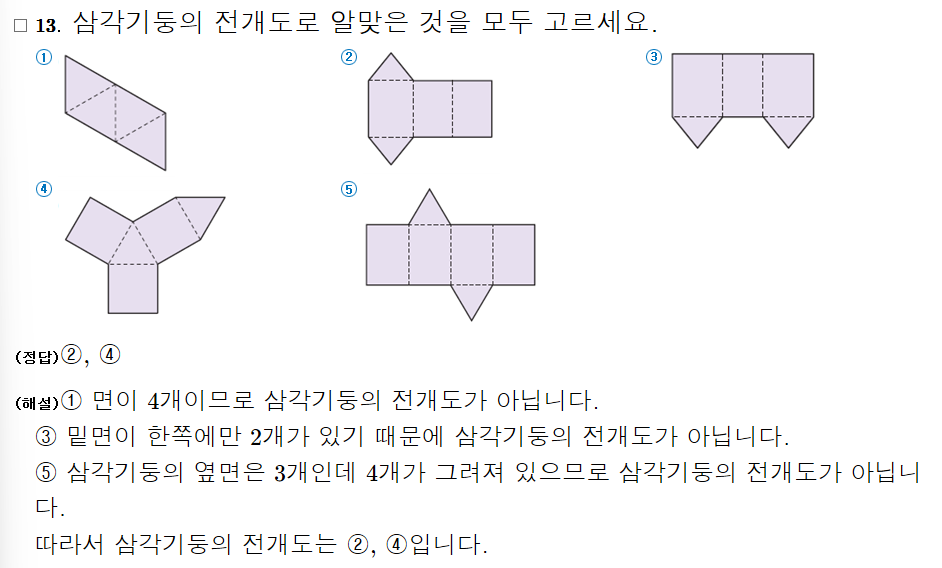 □ 13. 삼각기둥의 전개도로 알맞은 것을 모두 고르세요.
① ② ③
④ ⑤
(정답)②, ④
(해설)① 면이 4개이므로 삼각기둥의 전개도가 아닙니다.
③ 밑면이 한쪽에만 2개가 있기 때문에 삼각기둥의 전개도가 아닙니다.
⑤ 삼각기둥의 옆면은 3개인데 4개가 그려져 있으므로 삼각기둥의 전개도가 아닙니
다.
따라서 삼각기둥의 전개도는 ②, ④입니다.